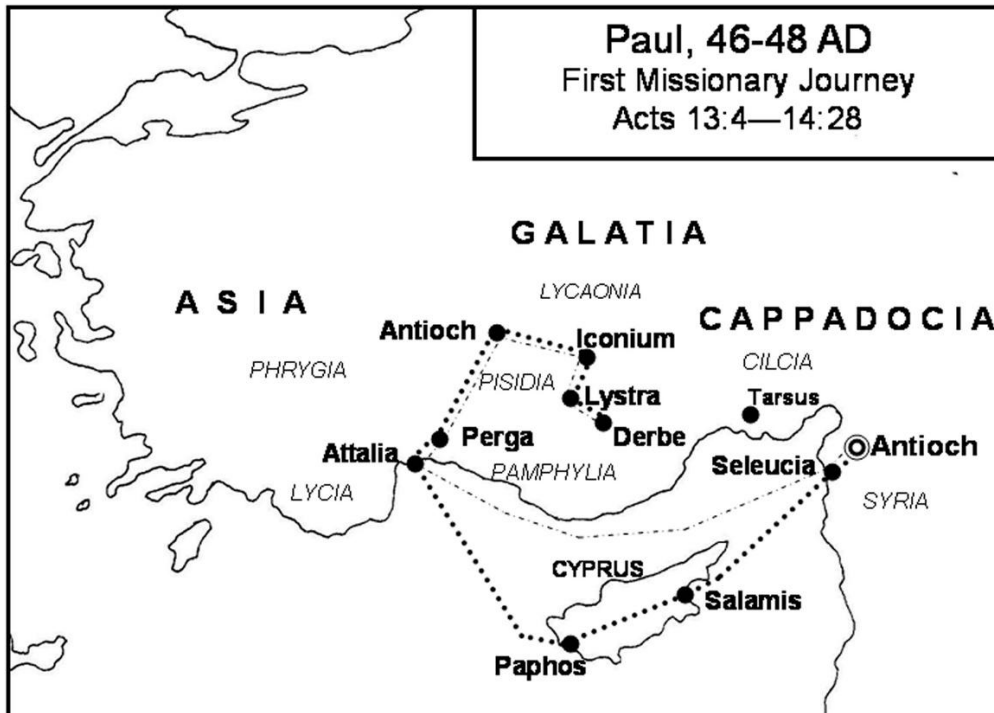 Paul, 46-48 AD
First Missionary Journey
Acts 13:4—14:28
GALATIA
LYCAONIA
ASIA
CAPPADOCIA
Antioch
Iconium
PHRYGIA
PISIDIA
CILCIA
Lystra
Tarsus
Perga
Derbe
Antioch
Attalia
PAMPHYLIA
Seleucia
LYCIA
SYRIA
CYPRUS
Salamis
Paphos